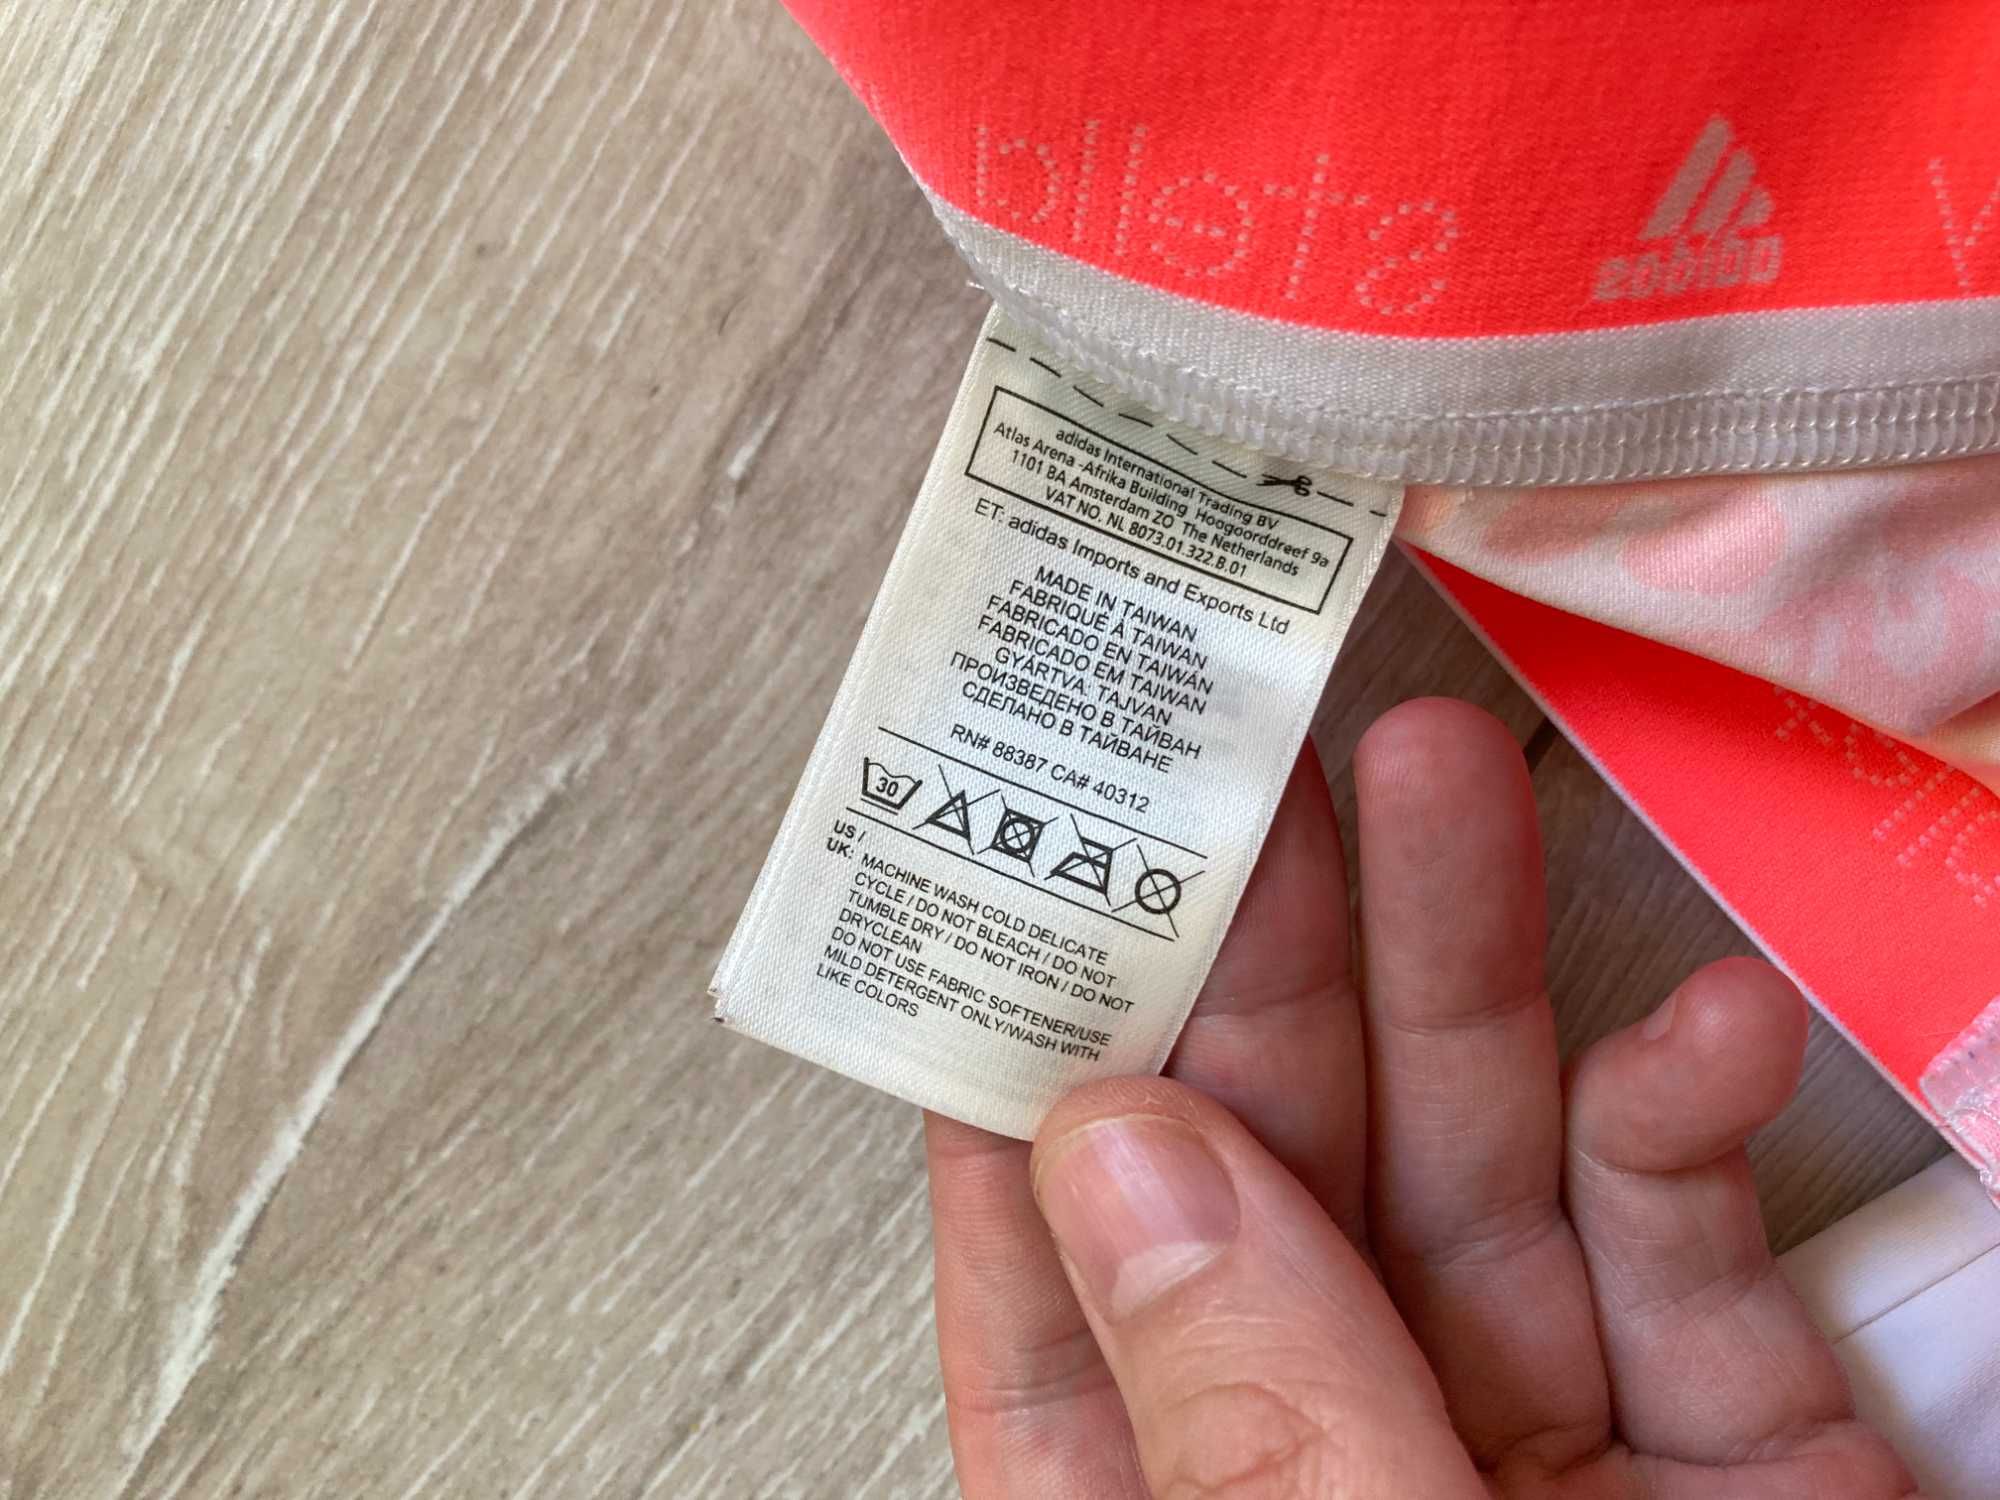 stella
adidas
adidas International Trading BV
Atlas Arena -Afrika Building Hoogoorddreef 9a
1101 BA Amsterdam ZO The Netherlands
VAT NO. NL 8073.01.322.B.01
ET: adidas Imports and Exports Ltd
MADE IN TAIWAN
FABRIQUÉ À TAIWAN
FABRICADO EN TAIWÁN
FABRICADO EM TAIWAN
GYÁRTVA: TAJVAN
ПРОИЗВЕДЕНО В ТАЙВАН
СДЕЛАНО В ТАЙВАНЕ
RN# 88387 CA# 40312
30
US /
UK: MACHINE WASH COLD DELICATE
CYCLE / DO NOT BLEACH / DO NOT
TUMBLE DRY / DO NOT IRON / DO NOT
DRYCLEAN
DO NOT USE FABRIC SOFTENER/USE
MILD DETERGENT ONLY/WASH WITH
LIKE COLORS